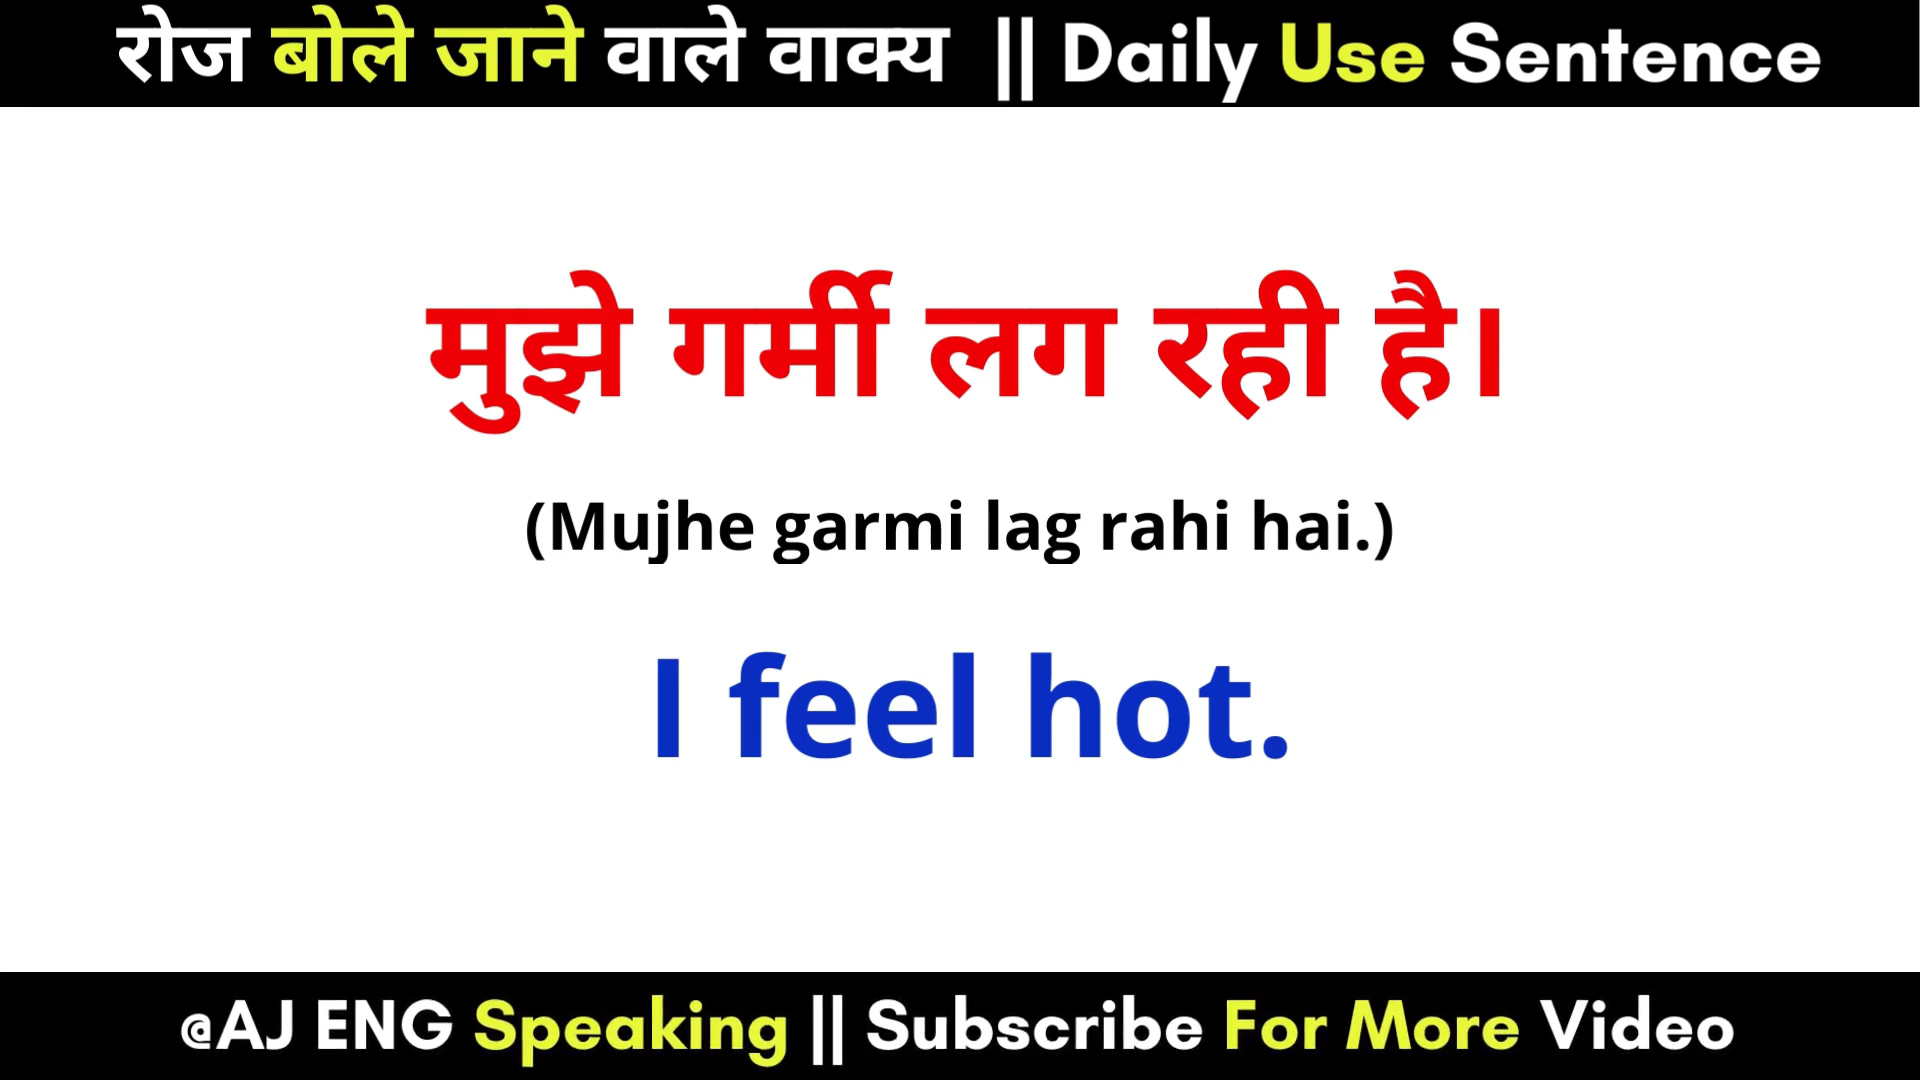 रोज बोले जाने वाले वाक्य || Daily Use Sentence
मुझे गर्मी लग रही है।
(Mujhe garmi lag rahi hai.)
I feel hot.
@AJ ENG Speaking || Subscribe For More Video